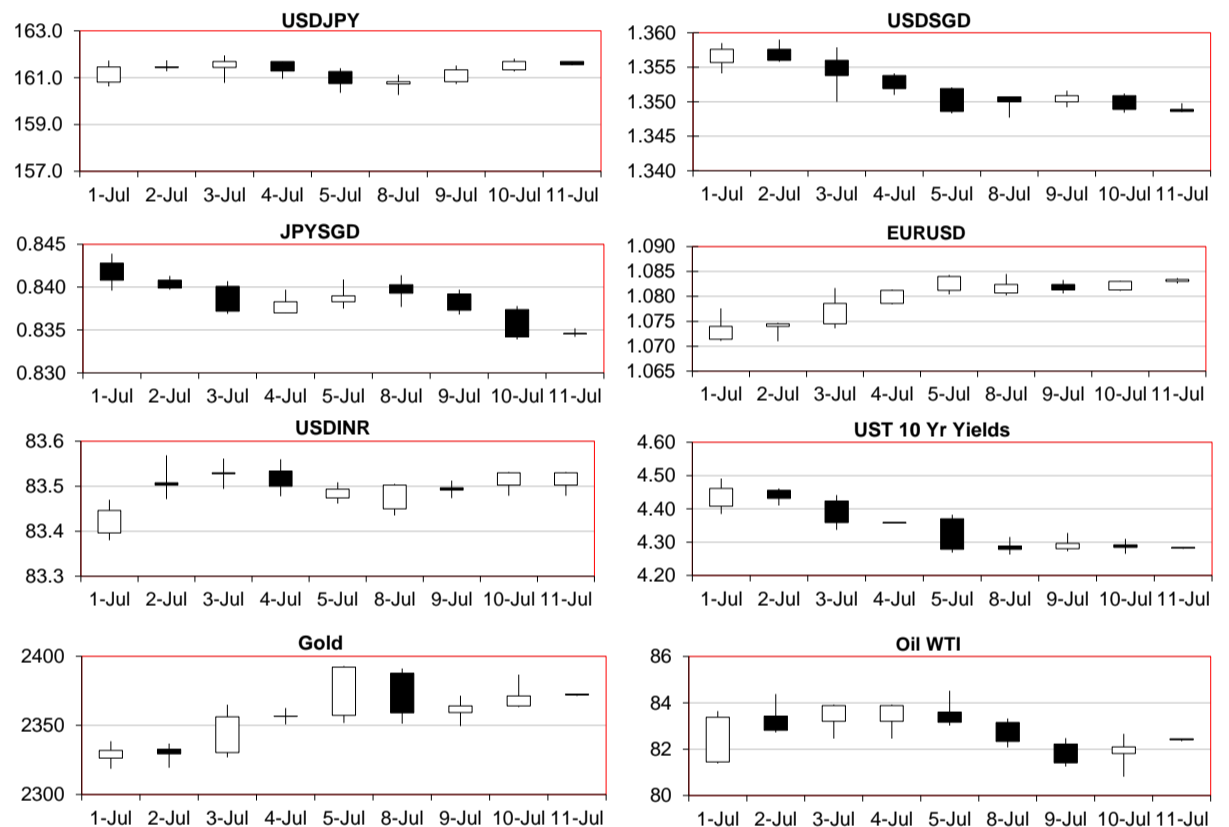 USDJPY
163.0
161.0
159.0
157.0
1-Jul 2-Jul 3-Jul 4-Jul 5-Jul 8-Jul 9-Jul 10-Jul 11-Jul
USDSGD
1.360
1.355
1.350
1.345
1.340
1-Jul 2-Jul 3-Jul 4-Jul 5-Jul 8-Jul 9-Jul 10-Jul 11-Jul
JPYSGD
0.845
0.840
0.835
0.830
1-Jul 2-Jul 3-Jul 4-Jul 5-Jul 8-Jul 9-Jul 10-Jul 11-Jul
EURUSD
1.090
1.085
1.080
1.075
1.070
1.065
1-Jul 2-Jul 3-Jul 4-Jul 5-Jul 8-Jul 9-Jul 10-Jul 11-Jul
USDINR
83.6
83.5
83.4
83.3
1-Jul 2-Jul 3-Jul 4-Jul 5-Jul 8-Jul 9-Jul 10-Jul 11-Jul
UST 10 Yr Yields
4.60
4.50
4.40
4.30
4.20
1-Jul 2-Jul 3-Jul 4-Jul 5-Jul 8-Jul 9-Jul 10-Jul 11-Jul
Gold
2400
2350
2300
1-Jul 2-Jul 3-Jul 4-Jul 5-Jul 8-Jul 9-Jul 10-Jul 11-Jul
Oil WTI
86
84
82
80
1-Jul 2-Jul 3-Jul 4-Jul 5-Jul 8-Jul 9-Jul 10-Jul 11-Jul